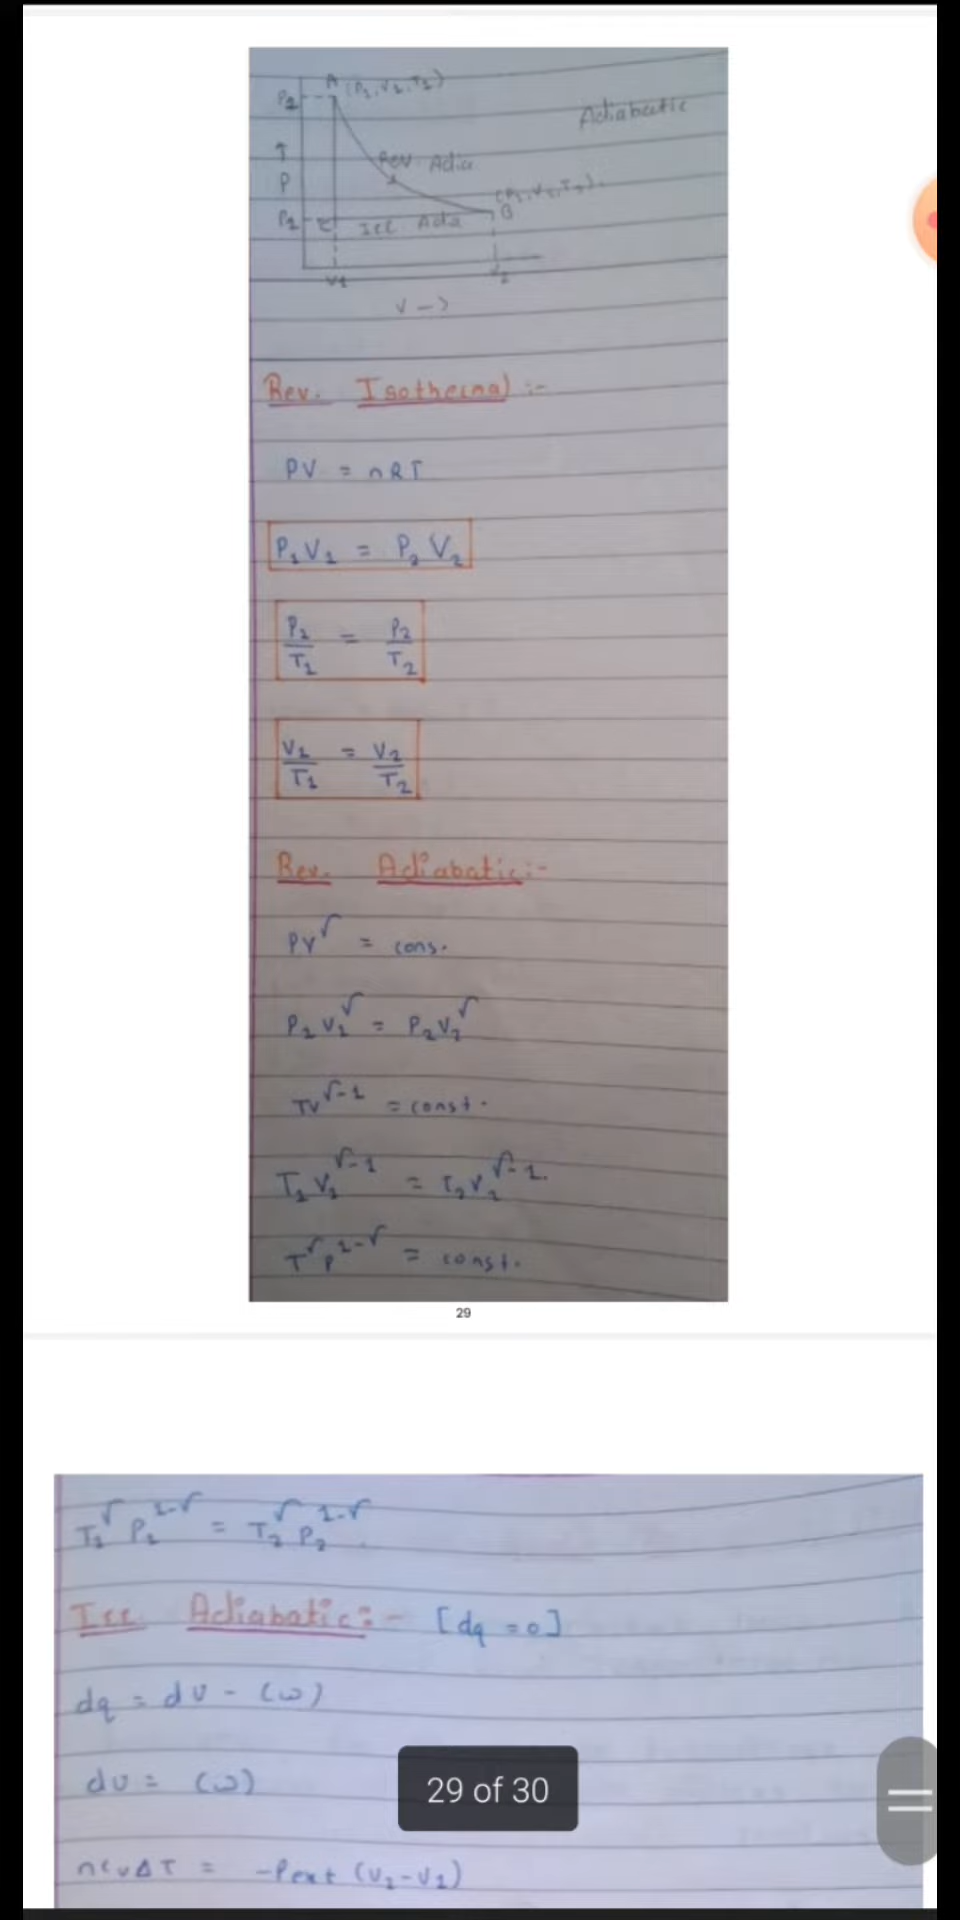 A (P₁, V₁, T₁)
P₂
Adiabatic
↑
Rev. Adia
P
(P₂, V₂, T₂).
P₁
Irr Adia
B
V₁
V₂
V →
Rev. Isothermal :-
PV = nRT
P₁V₁ = P₂V₂
P₁/T₁ = P₂/T₂
V₁/T₁ = V₂/T₂
Rev. Adiabatic:-
PV^γ = cons.
P₁V₁^γ = P₂V₂^γ
TV^γ-1 = const.
T₁V₁^γ-1 = T₂V₂^γ-1.
T^γ P^1-γ = const.
29
T₁^γ P₁^1-γ = T₂^γ P₂^1-γ.
Irr. Adiabatic:- [dq = 0]
dq = dU - (w)
dU = (w)
29 of 30
nCvΔT = -Pext (V₂-V₁)